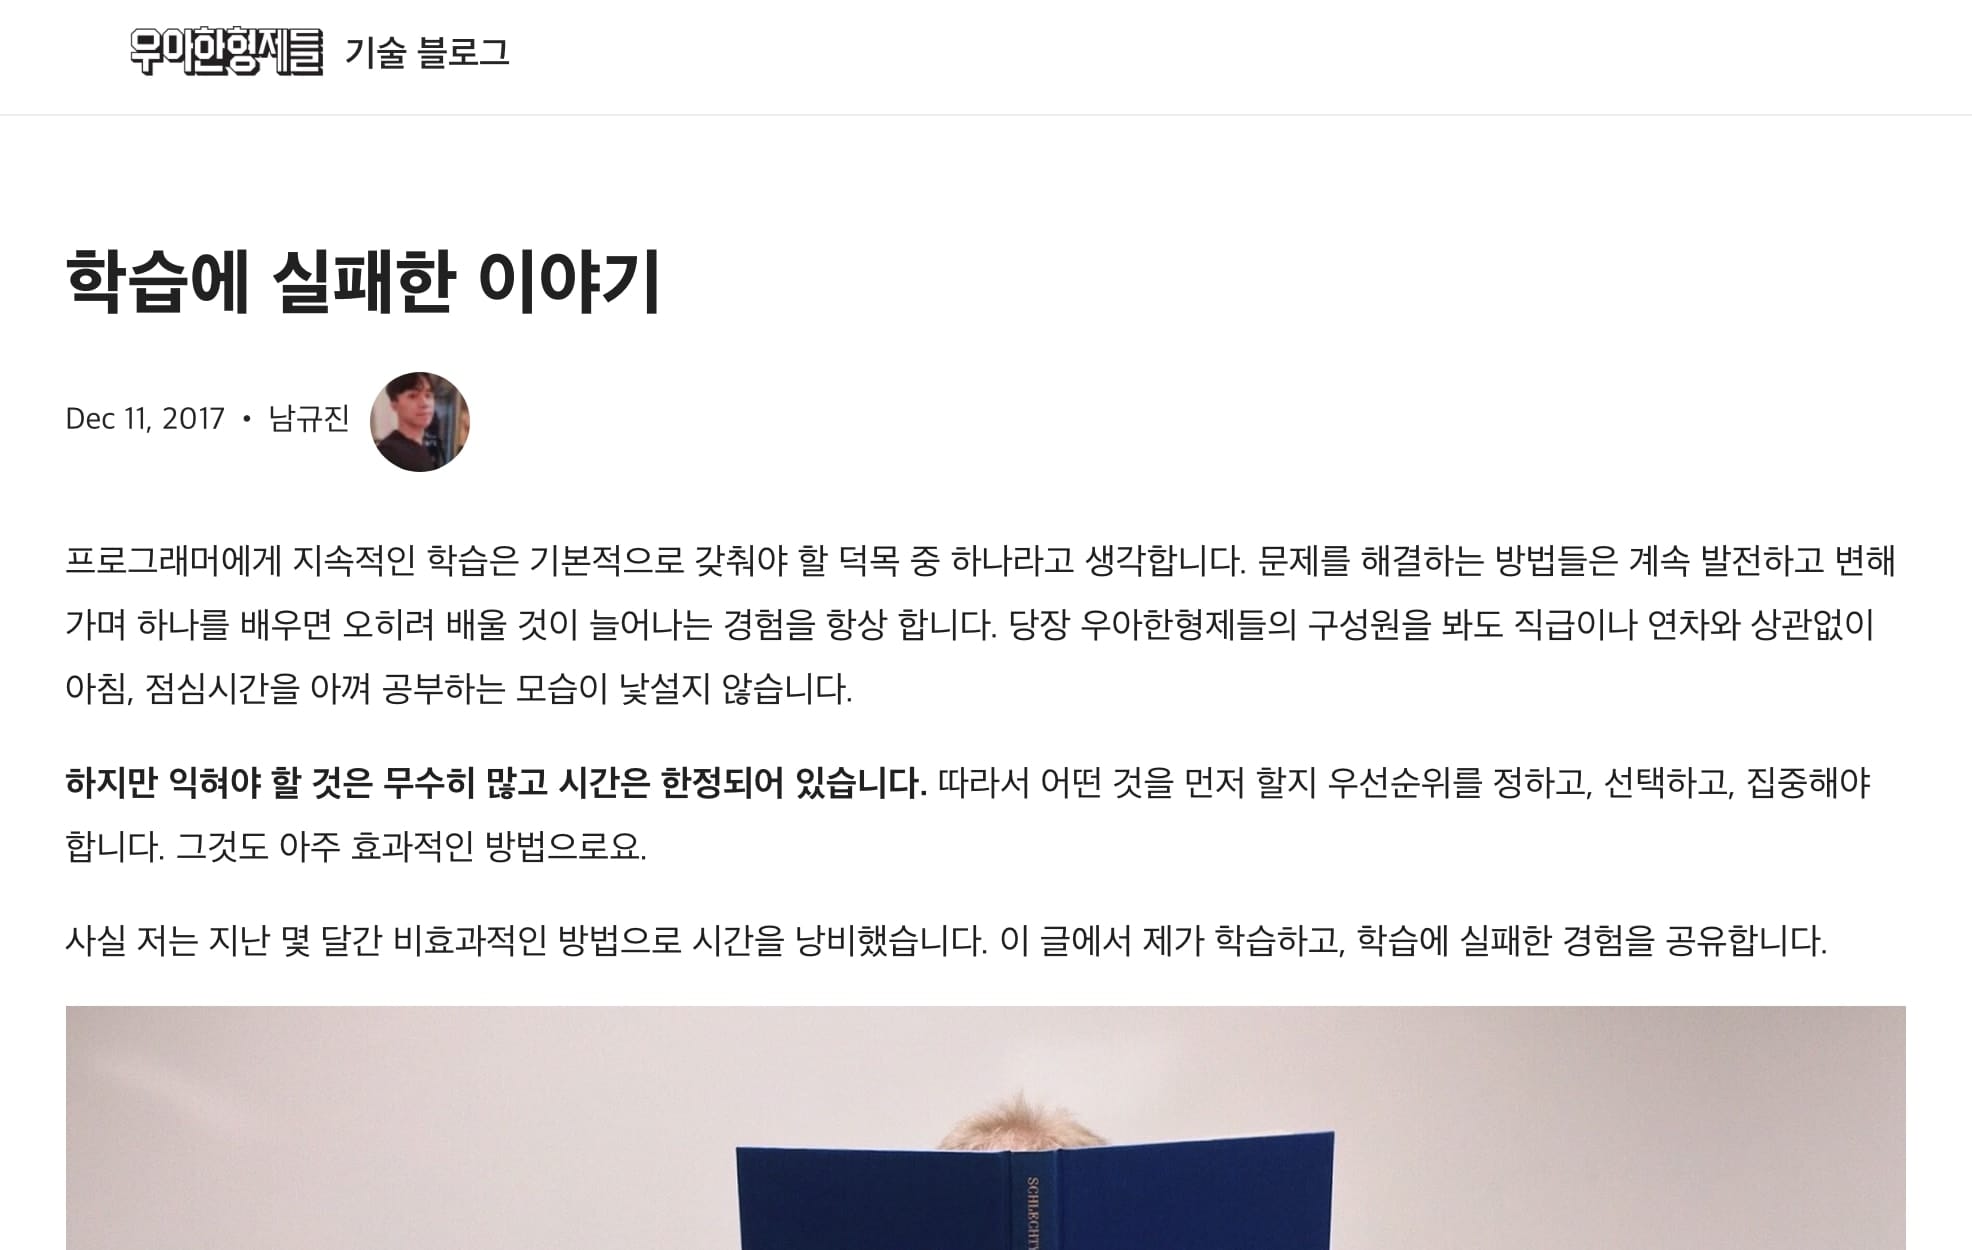 우아한형제들 기술 블로그
학습에 실패한 이야기
Dec 11, 2017 • 남규진
프로그래머에게 지속적인 학습은 기본적으로 갖춰야 할 덕목 중 하나라고 생각합니다. 문제를 해결하는 방법들은 계속 발전하고 변해
가며 하나를 배우면 오히려 배울 것이 늘어나는 경험을 항상 합니다. 당장 우아한형제들의 구성원을 봐도 직급이나 연차와 상관없이
아침, 점심시간을 아껴 공부하는 모습이 낯설지 않습니다.
하지만 익혀야 할 것은 무수히 많고 시간은 한정되어 있습니다. 따라서 어떤 것을 먼저 할지 우선순위를 정하고, 선택하고, 집중해야
합니다. 그것도 아주 효과적인 방법으로요.
사실 저는 지난 몇 달간 비효과적인 방법으로 시간을 낭비했습니다. 이 글에서 제가 학습하고, 학습에 실패한 경험을 공유합니다.
SCHLECHTY